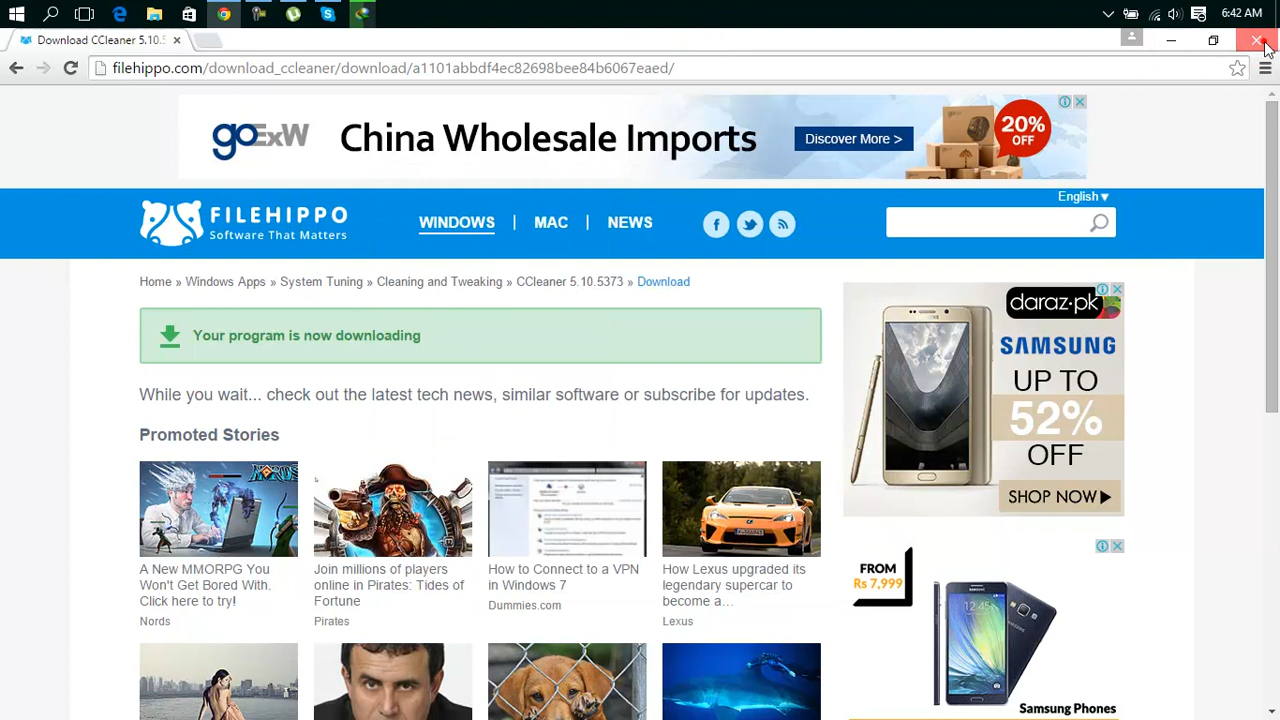 6:42 AM
Download CCleaner 5.10.5
filehippo.com/download_ccleaner/download/a1101abbdf4ec82698bee84b6067eaed/
goExW
China Wholesale Imports
Discover More >
20%
OFF
FILEHIPPO
Software That Matters
WINDOWS | MAC | NEWS
English▼
Home » Windows Apps » System Tuning » Cleaning and Tweaking » CCleaner 5.10.5373 » Download
Your program is now downloading
While you wait... check out the latest tech news, similar software or subscribe for updates.
Promoted Stories
A New MMORPG You
Won't Get Bored With.
Click here to try!
Nords
Join millions of players
online in Pirates: Tides of
Fortune
Pirates
How to Connect to a VPN
in Windows 7
Dummies.com
How Lexus upgraded its
legendary supercar to
become a...
Lexus
daraz.pk
SAMSUNG
UP TO
52%
OFF
SHOP NOW▶
FROM
Rs 7,999
12:45
Samsung Phones